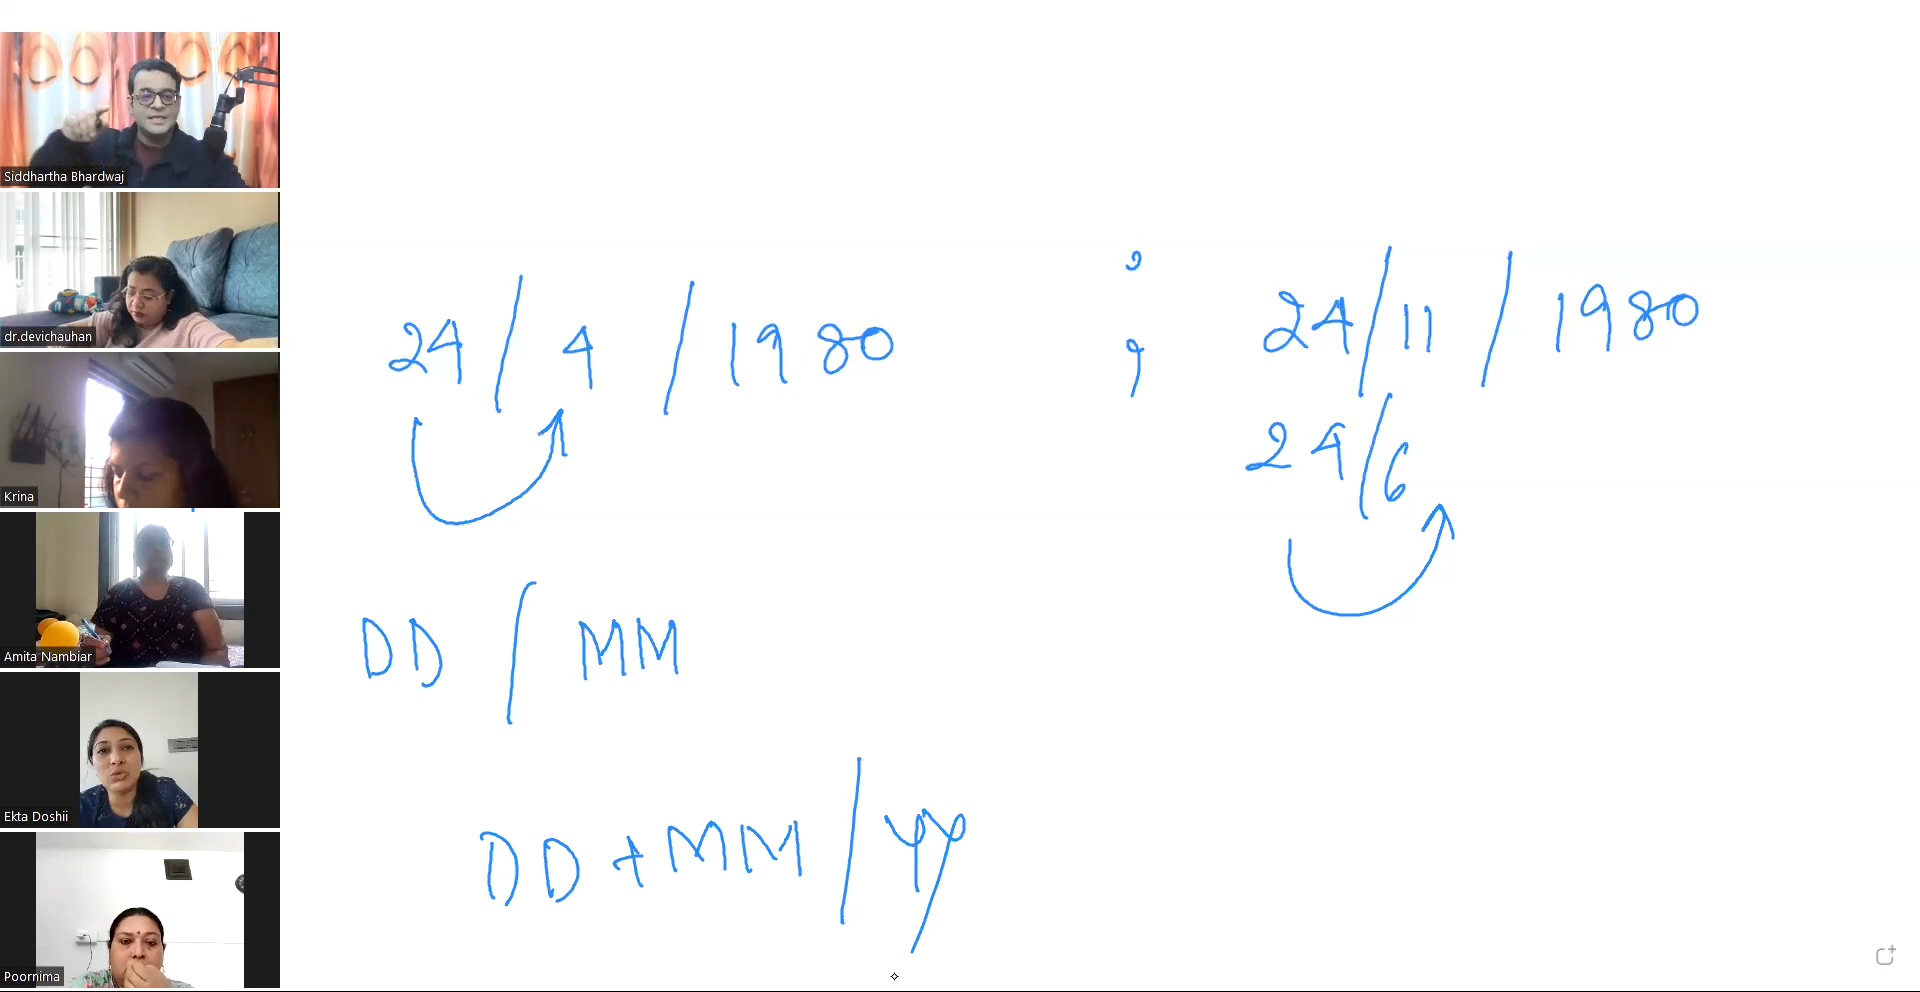 Siddhartha Bhardwaj
dr.devichauhan
Krina
Amita Nambiar
Ekta Doshii
Poornima
24/4/1980
DD/MM
DD+MM/YY
24/11/1980
24/6